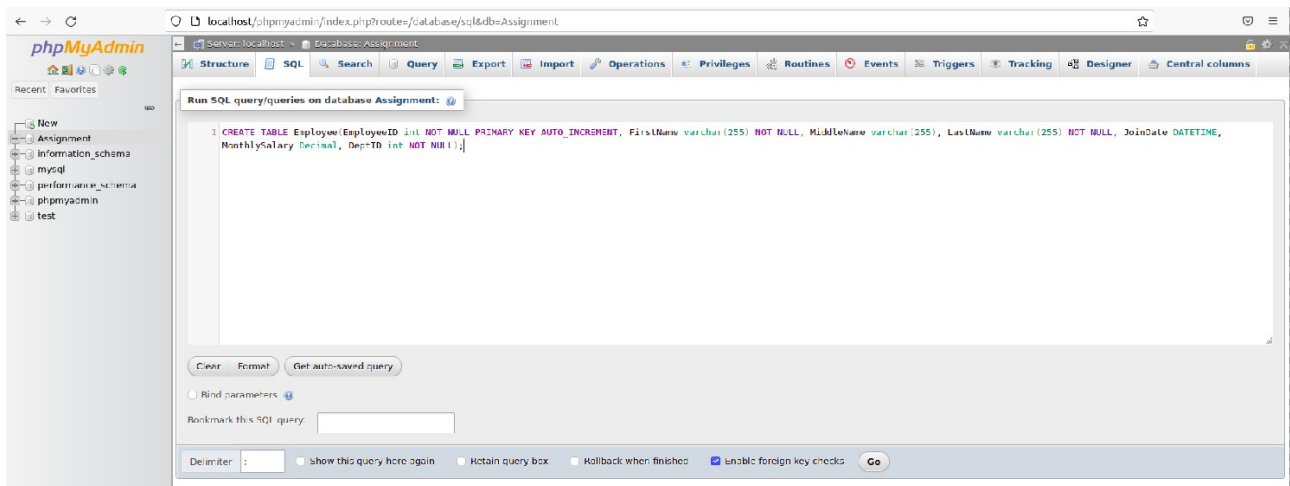 localhost/phpmyadmin/index.php?route=/database/sql&db=Assignment
phpMyAdmin
Recent Favorites
New
Assignment
information_schema
mysql
performance_schema
phpmyadmin
test
Server: localhost » Database: Assignment
Structure SQL Search Query Export Import Operations Privileges Routines Events Triggers Tracking Designer Central columns
Run SQL query/queries on database Assignment:
1 CREATE TABLE Employee(EmployeeID int NOT NULL PRIMARY KEY AUTO_INCREMENT, FirstName varchar(255) NOT NULL, MiddleName varchar(255), LastName varchar(255) NOT NULL, JoinDate DATETIME,
MonthlySalary Decimal, DeptID int NOT NULL);
Clear Format Get auto-saved query
Bind parameters
Bookmark this SQL query:
Delimiter ; Show this query here again Retain query box Rollback when finished Enable foreign key checks Go